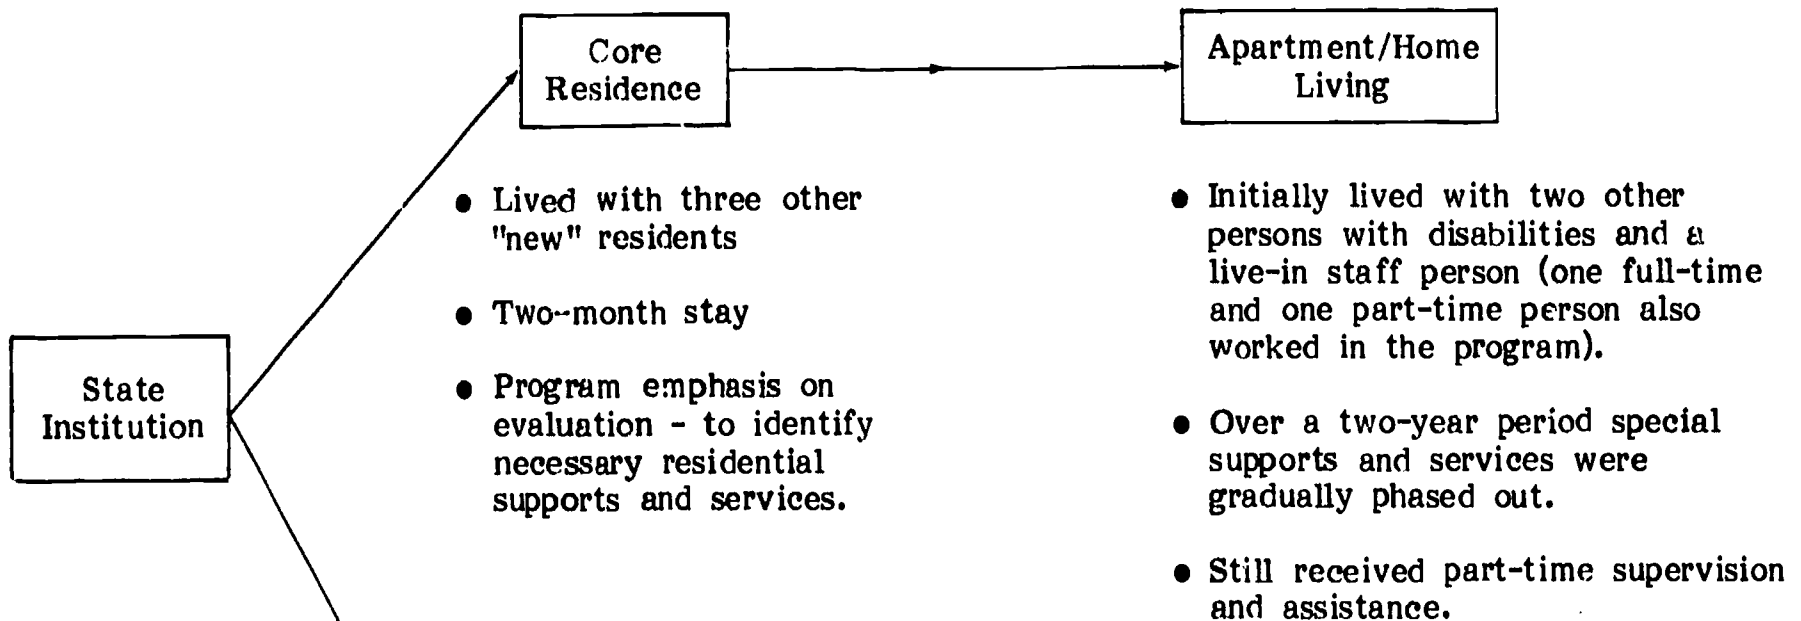 Core
Residence
Apartment/Home
Living
State
Institution
● Lived with three other
"new" residents
● Two-month stay
● Program emphasis on
evaluation - to identify
necessary residential
supports and services.
● Initially lived with two other
persons with disabilities and a
live-in staff person (one full-time
and one part-time person also
worked in the program).
● Over a two-year period special
supports and services were
gradually phased out.
● Still received part-time supervision
and assistance.